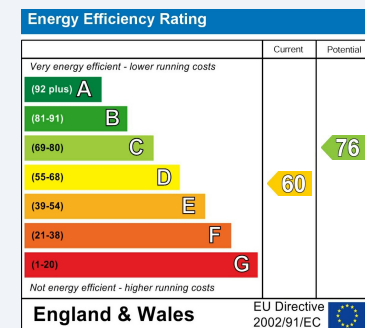 Energy Efficiency Rating
Current Potential
Very energy efficient - lower running costs
(92 plus) A
(81-91) B
(69-80) C 76
(55-68) D 60
(39-54) E
(21-38) F
(1-20) G
Not energy efficient - higher running costs
England & Wales EU Directive
2002/91/EC